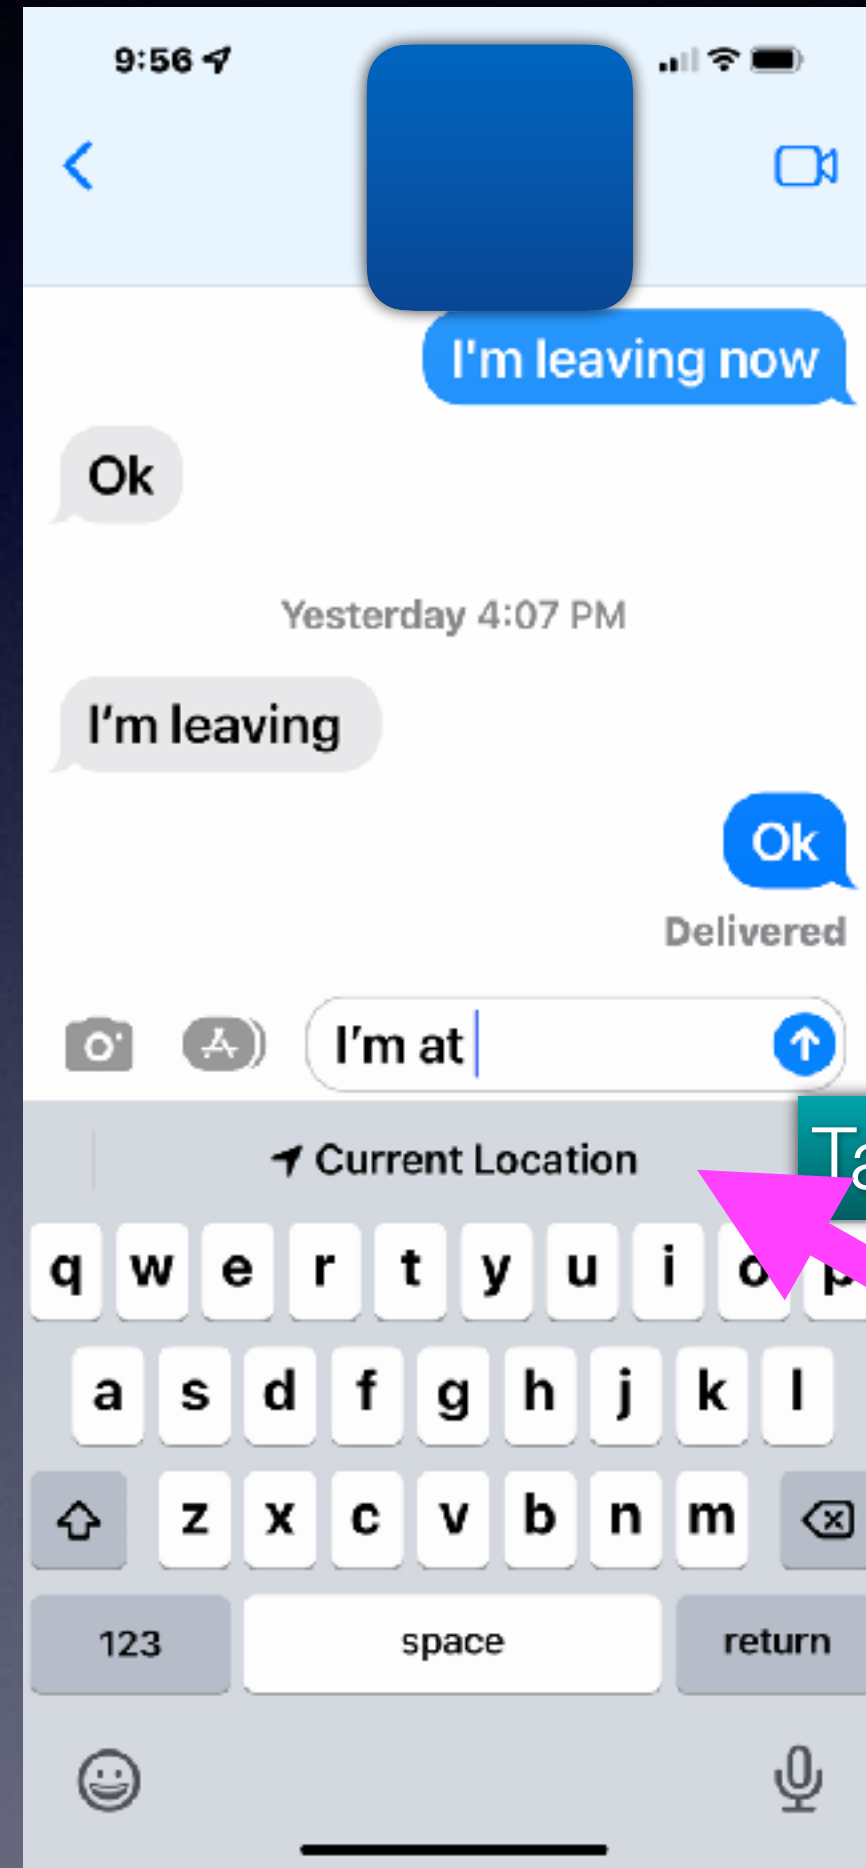 9:56
I'm leaving now
Ok
Yesterday 4:07 PM
I'm leaving
Ok
Delivered
I'm at
Current Location
q w e r t y u i o p
a s d f g h j k l
z x c v b n m
123 space return